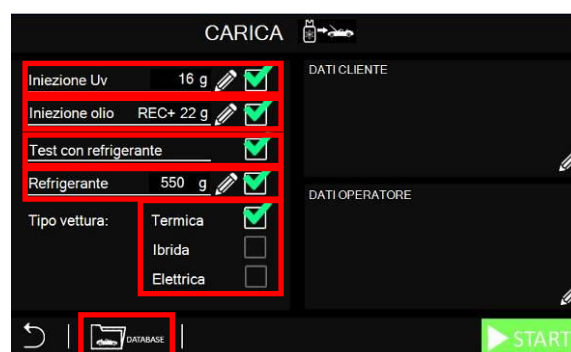 CARICA
Iniezione Uv 16 g
Iniezione olio REC+ 22 g
Test con refrigerante
Refrigerante 550 g
Tipo vettura: Termica
Ibrida
Elettrica
DATI CLIENTE
DATI OPERATORE
DATABASE
START